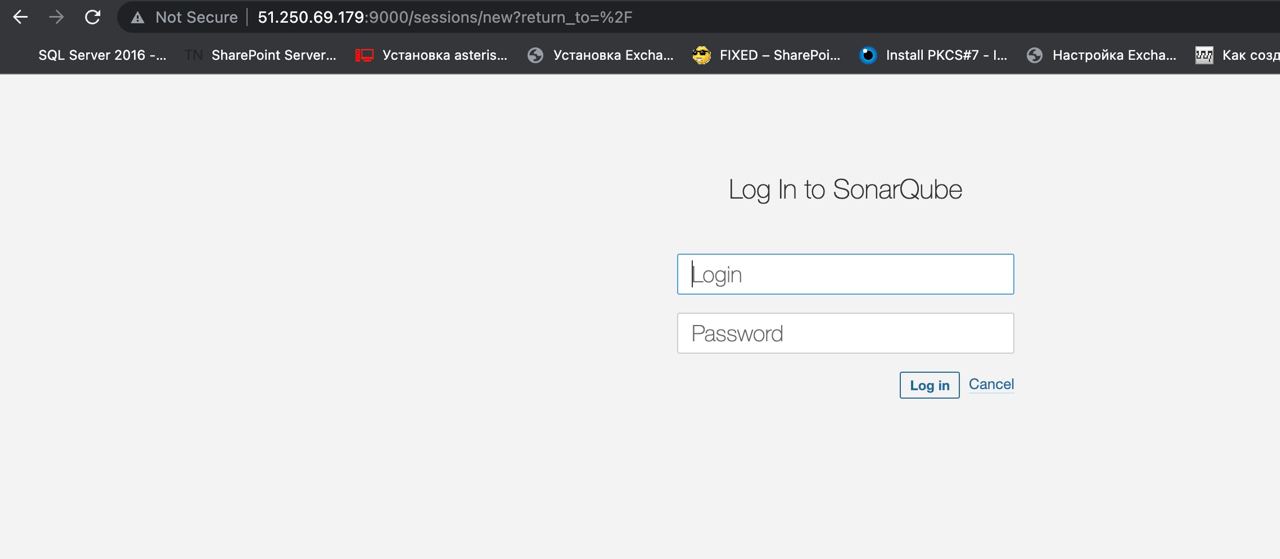 Not Secure 51.250.69.179:9000/sessions/new?return_to=%2F
SQL Server 2016 -... TN SharePoint Server... Установка asteris... Установка Excha... FIXED – SharePoi... Install PKCS#7 - I... Настройка Excha... Как созд
Log In to SonarQube
Login
Password
Log in Cancel